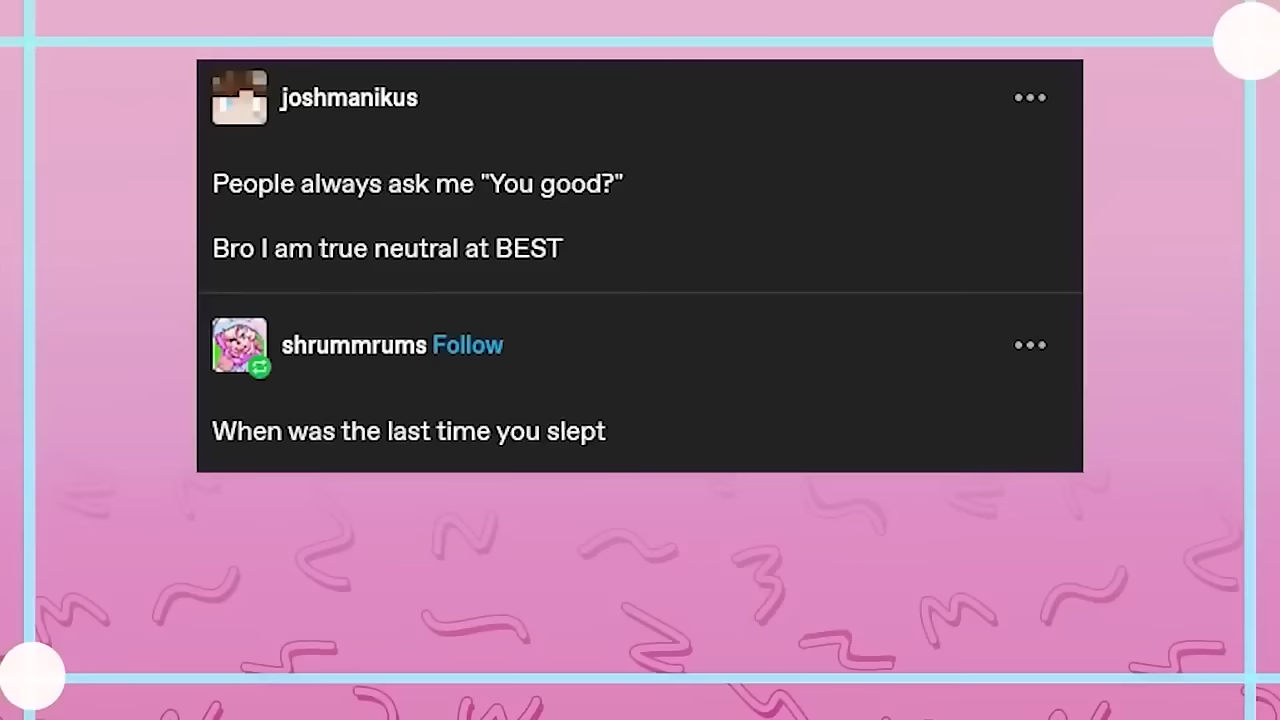 joshmanikus
People always ask me "You good?"
Bro I am true neutral at BEST
shrummrums Follow
When was the last time you slept